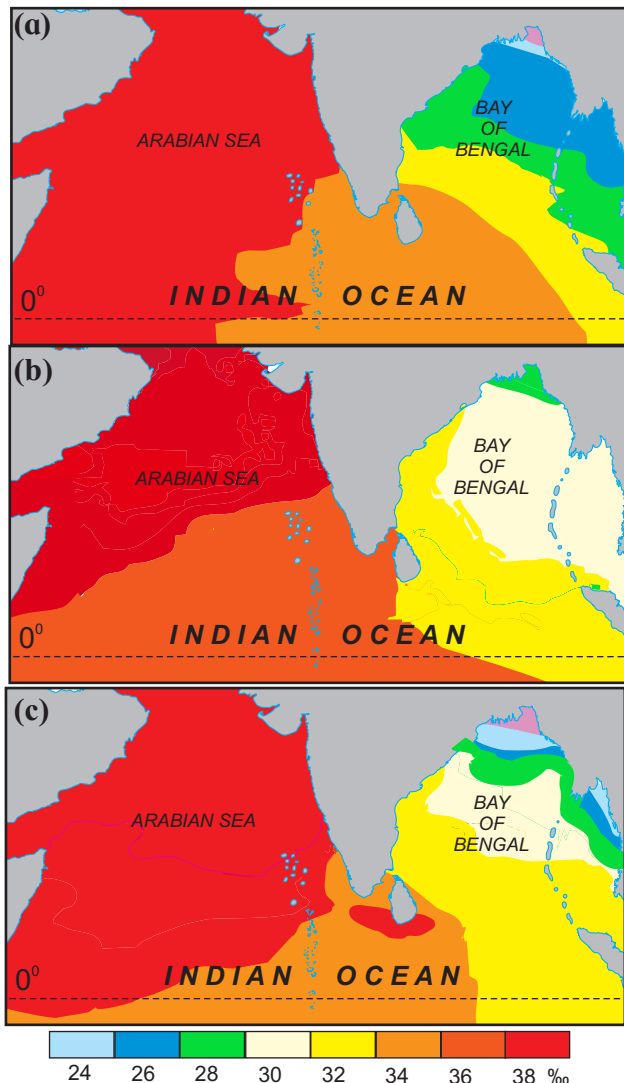 (a)
ARABIAN SEA
BAY
OF
BENGAL
INDIAN OCEAN
0⁰
(b)
ARABIAN SEA
BAY
OF
BENGAL
INDIAN OCEAN
0⁰
(c)
ARABIAN SEA
BAY
OF
BENGAL
INDIAN OCEAN
0⁰
24 26 28 30 32 34 36 38 ‰